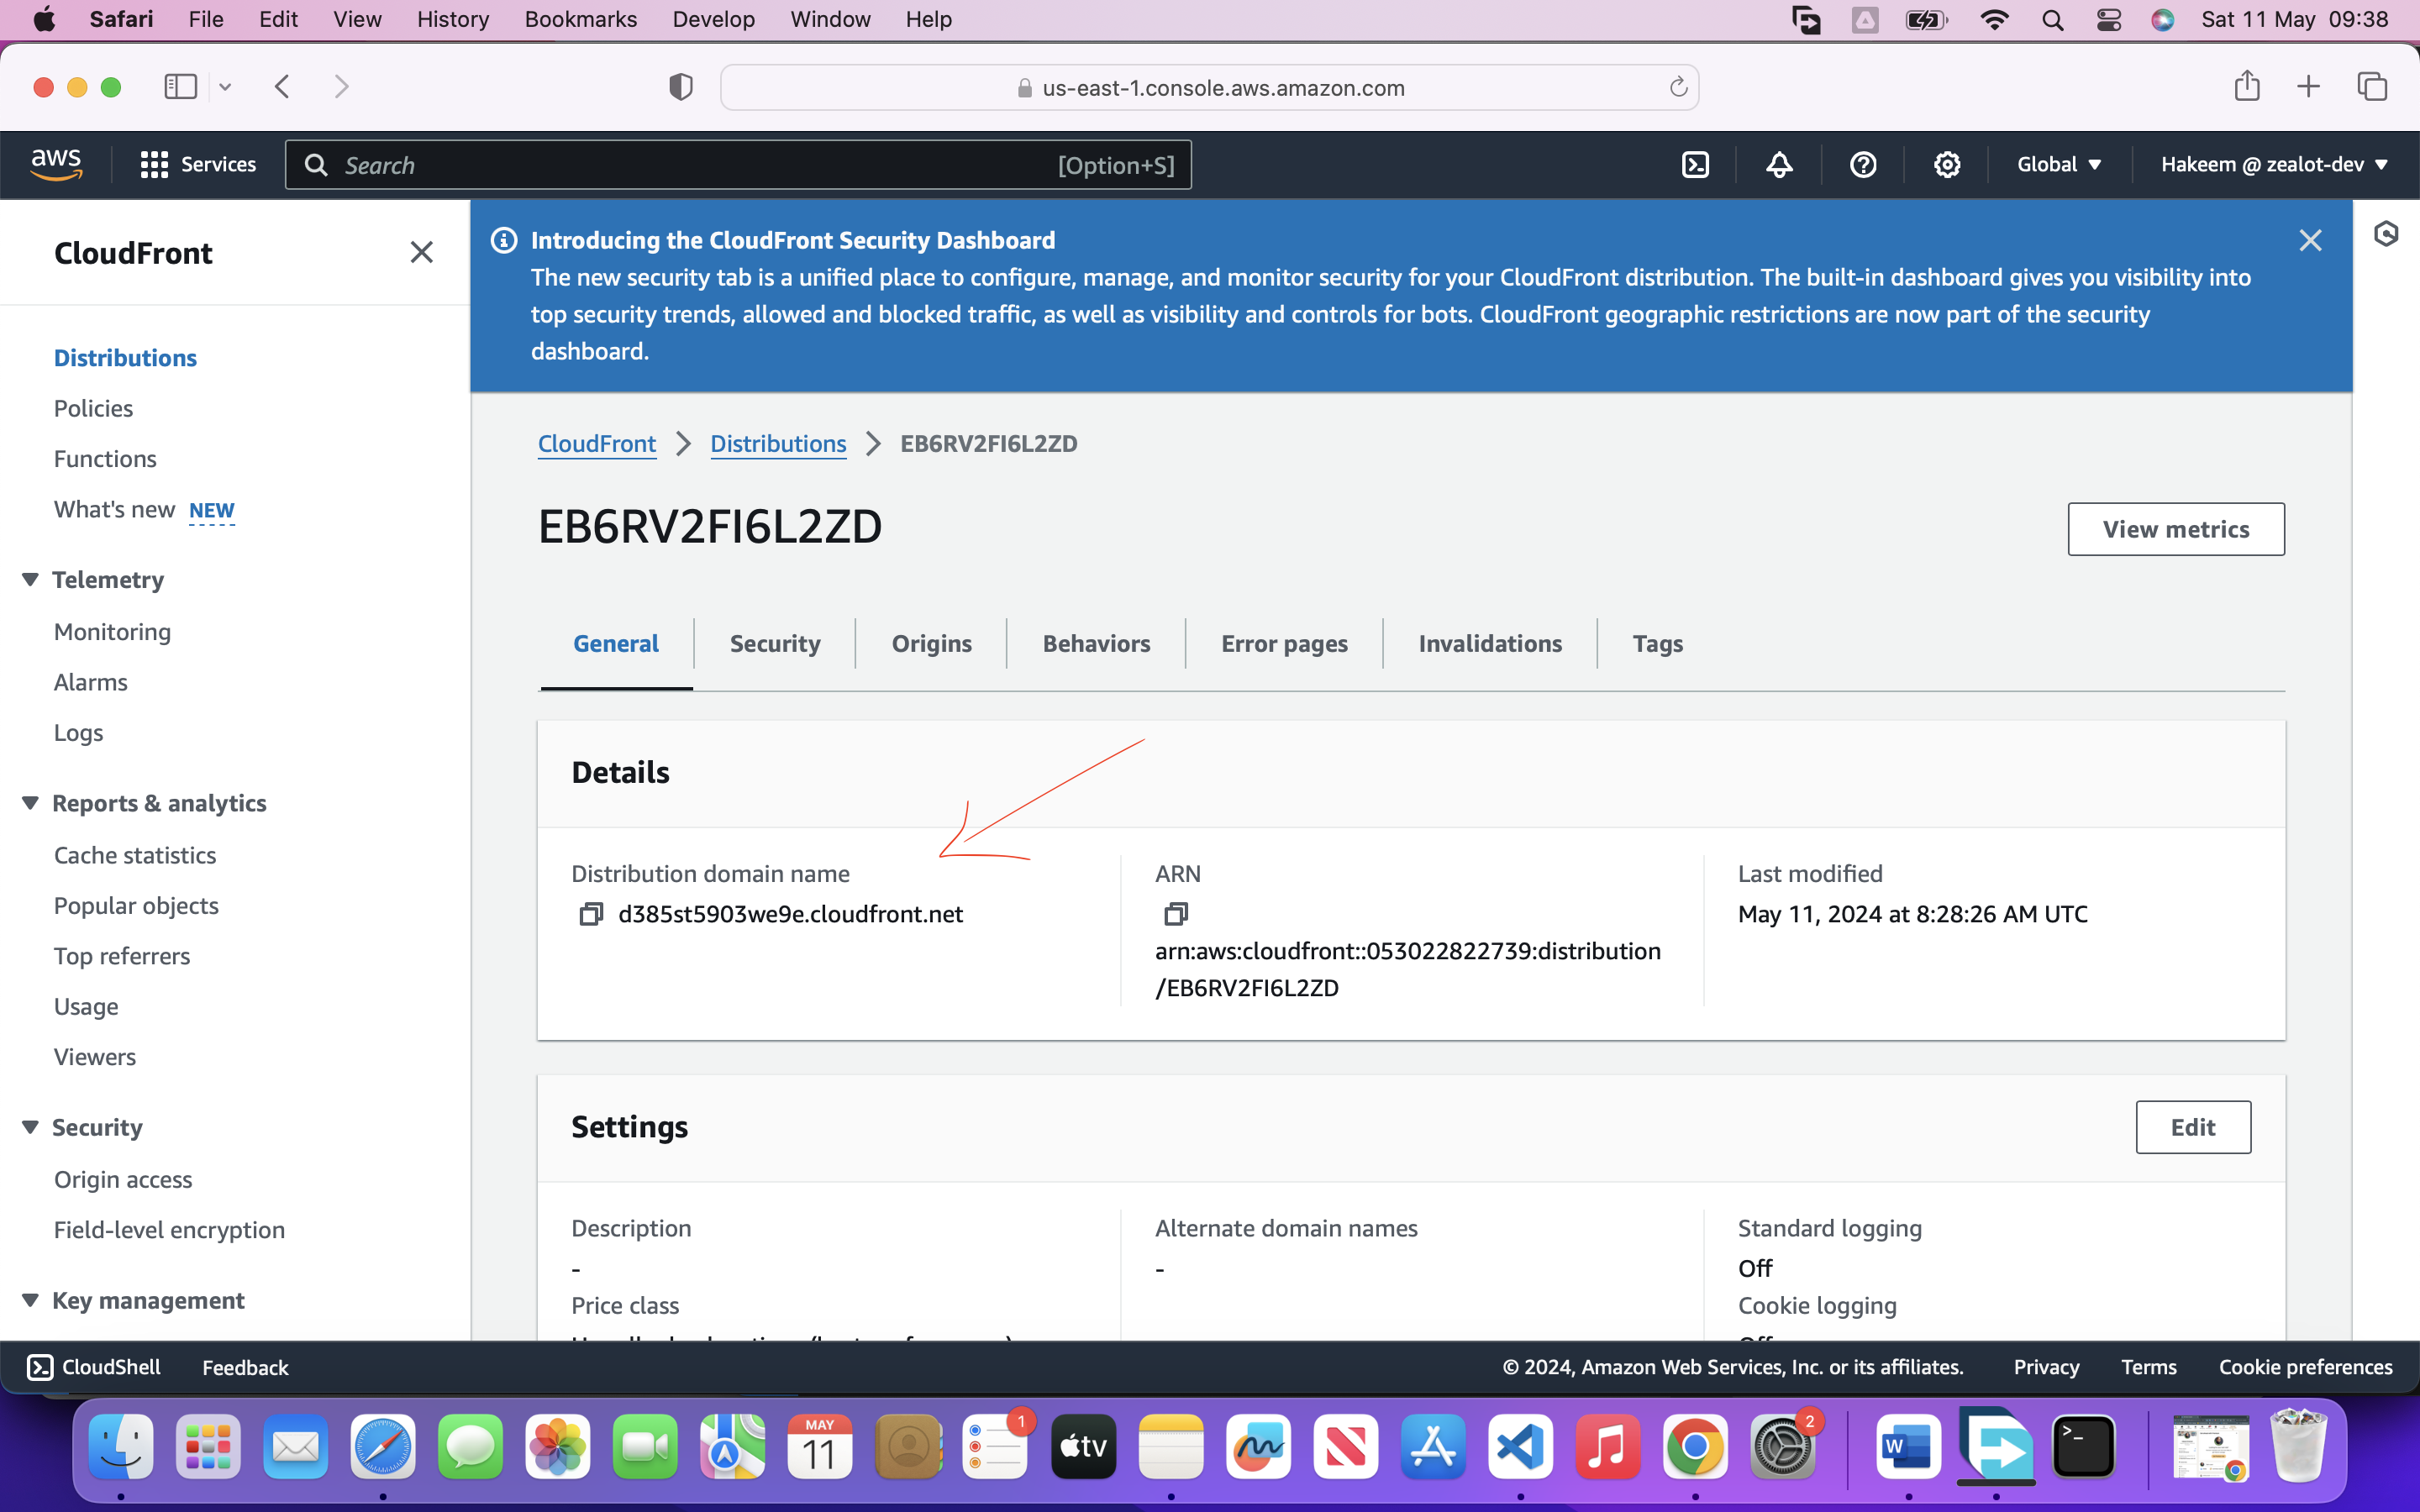 Safari File Edit View History Bookmarks Develop Window Help Sat 11 May 09:38
us-east-1.console.aws.amazon.com
aws Services Search [Option+S] Global Hakeem @ zealot-dev
CloudFront
Distributions
Policies
Functions
What's new NEW
Telemetry
Monitoring
Alarms
Logs
Reports & analytics
Cache statistics
Popular objects
Top referrers
Usage
Viewers
Security
Origin access
Field-level encryption
Key management
Introducing the CloudFront Security Dashboard
The new security tab is a unified place to configure, manage, and monitor security for your CloudFront distribution. The built-in dashboard gives you visibility into
top security trends, allowed and blocked traffic, as well as visibility and controls for bots. CloudFront geographic restrictions are now part of the security
dashboard.
CloudFront Distributions EB6RV2FI6L2ZD
EB6RV2FI6L2ZD
View metrics
General Security Origins Behaviors Error pages Invalidations Tags
Details
Distribution domain name
d385st5903we9e.cloudfront.net
ARN
arn:aws:cloudfront::053022822739:distribution
/EB6RV2FI6L2ZD
Last modified
May 11, 2024 at 8:28:26 AM UTC
Settings
Edit
Description
-
Price class
Alternate domain names
-
Standard logging
Off
Cookie logging
Off
CloudShell Feedback © 2024, Amazon Web Services, Inc. or its affiliates. Privacy Terms Cookie preferences
MAY
11
1
tv
2
W
>_